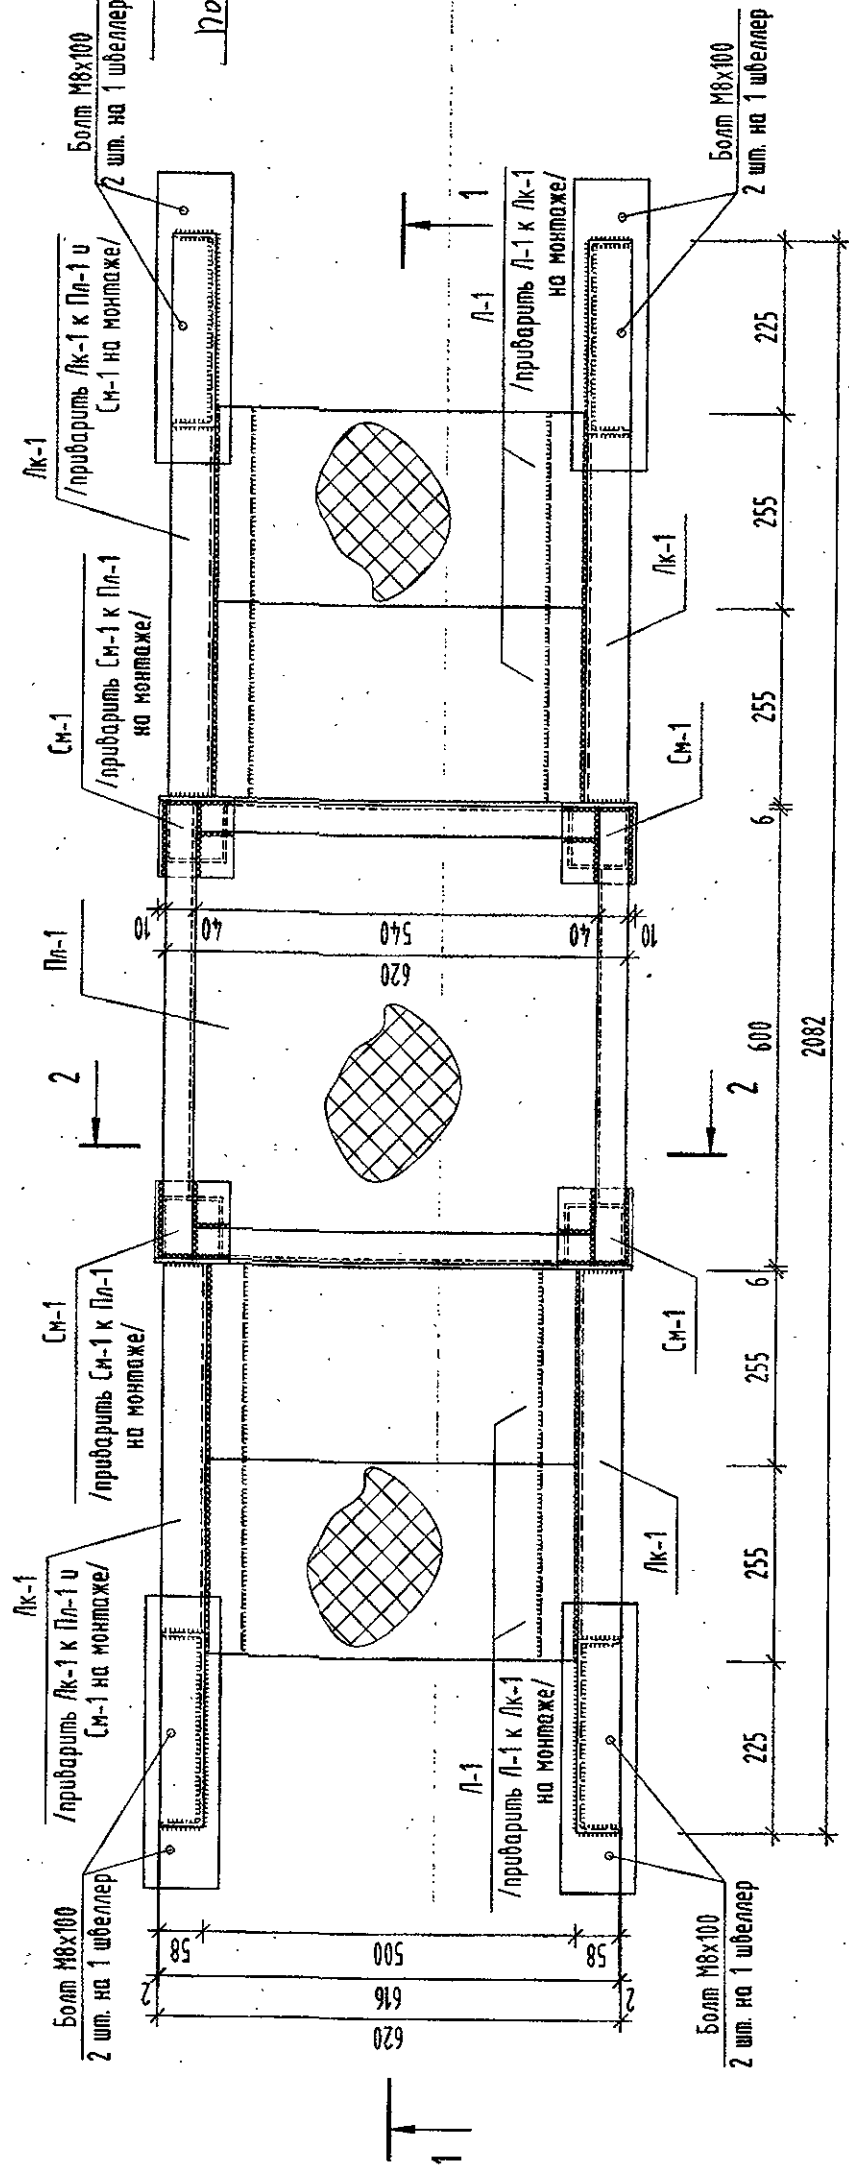 Болт М8х100
2 шт. на 1 швеллер
Лк-1
/приварить Лк-1 к Пл-1 и
См-1 на монтаже/
См-1
/приварить См-1 к Пл-1
на монтаже/
2
Пл-1
См-1
/приварить См-1 к Пл-1
на монтаже/
Лк-1
/приварить Лк-1 к Пл-1 и
См-1 на монтаже/
Болт М8х100
2 шт. на 1 швеллер
1
620
2
616
2
58
500
58
10
40
540
40
10
620
1
Л-1
/приварить Л-1 к Лк-1
на монтаже/
Л-1
/приварить Л-1 к Лк-1
на монтаже/
Лк-1
См-1
2
См-1
Лк-1
Болт М8х100
2 шт. на 1 швеллер
Болт М8х100
2 шт. на 1 швеллер
225
255
255
6
600
6
255
255
225
2082